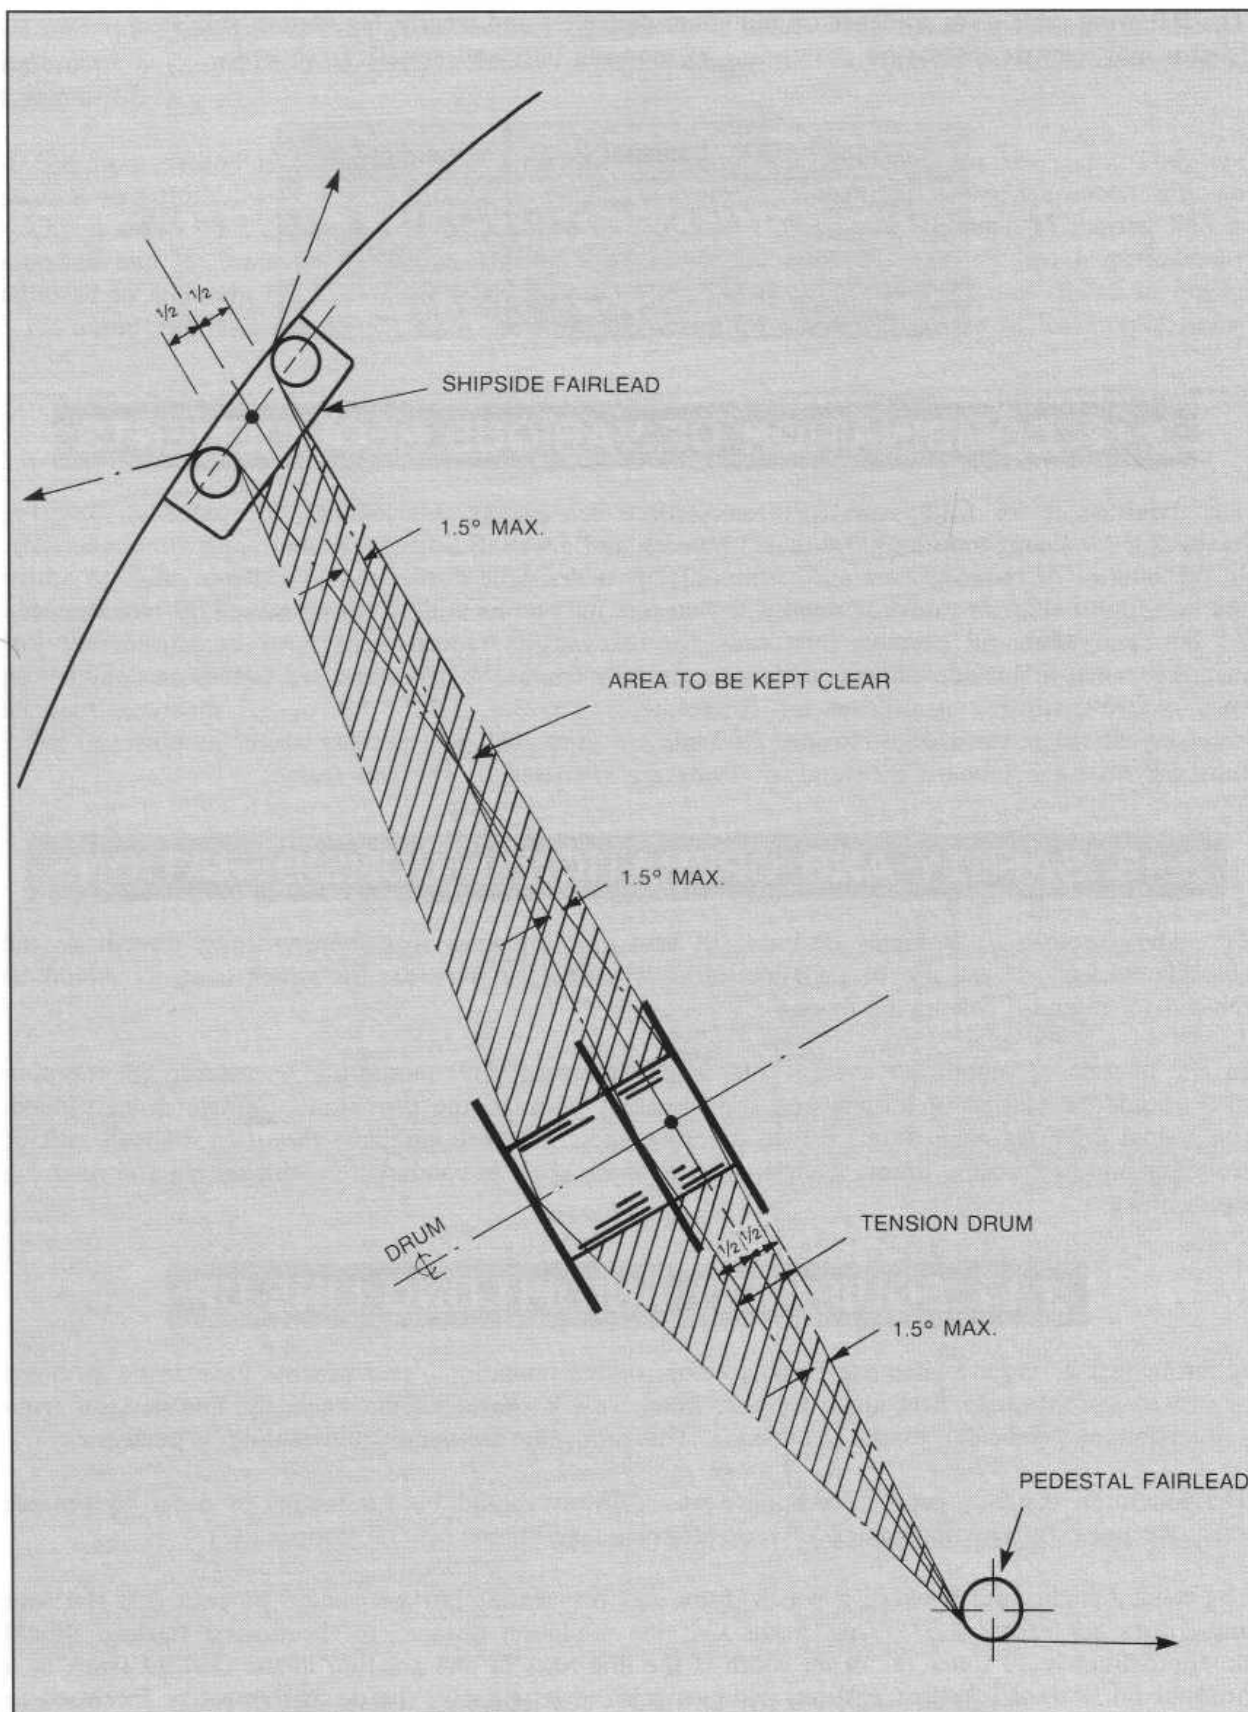 1/2 1/2
SHIPSIDE FAIRLEAD
1.5° MAX.
AREA TO BE KEPT CLEAR
1.5° MAX.
DRUM
℄
TENSION DRUM
1/2 1/2
1.5° MAX.
PEDESTAL FAIRLEAD